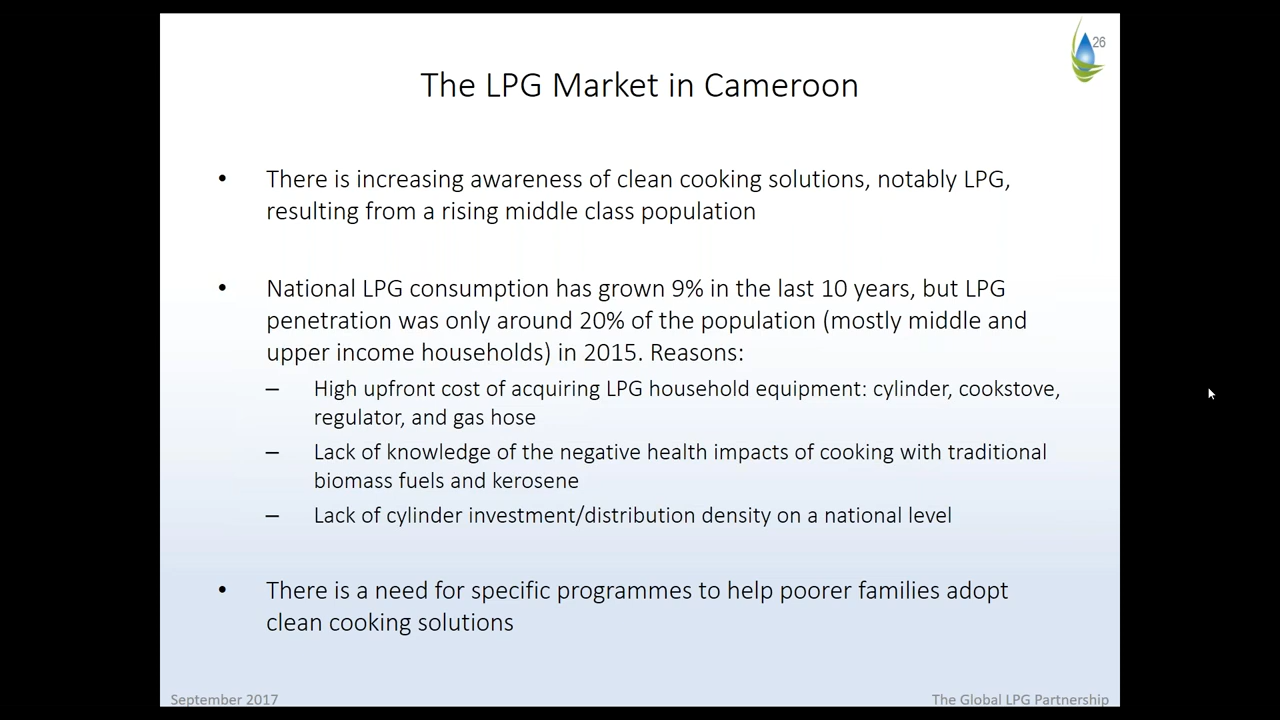 26
The LPG Market in Cameroon
• There is increasing awareness of clean cooking solutions, notably LPG,
resulting from a rising middle class population
• National LPG consumption has grown 9% in the last 10 years, but LPG
penetration was only around 20% of the population (mostly middle and
upper income households) in 2015. Reasons:
– High upfront cost of acquiring LPG household equipment: cylinder, cookstove,
regulator, and gas hose
– Lack of knowledge of the negative health impacts of cooking with traditional
biomass fuels and kerosene
– Lack of cylinder investment/distribution density on a national level
• There is a need for specific programmes to help poorer families adopt
clean cooking solutions
September 2017
The Global LPG Partnership